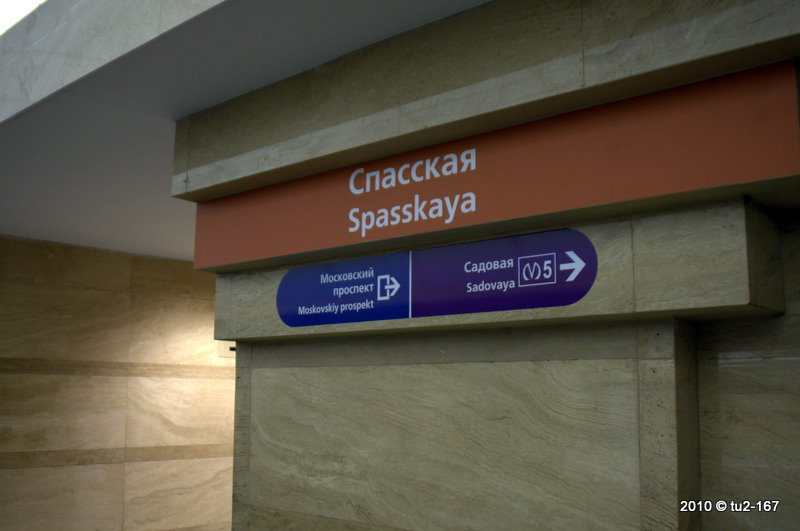 Спасская
Spasskaya
Московский
проспект
Moskovskiy prospekt
Садовая
Sadovaya
М 5
2010 © tu2-167